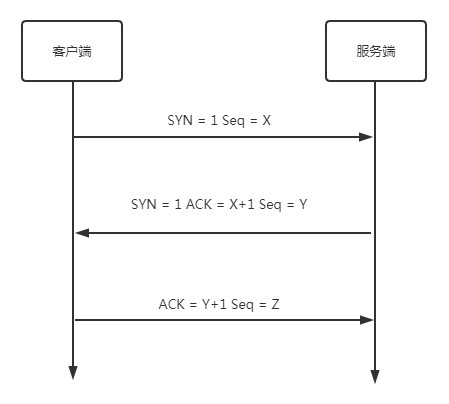 客户端
服务端
SYN = 1 Seq = X
SYN = 1 ACK = X+1 Seq = Y
ACK = Y+1 Seq = Z